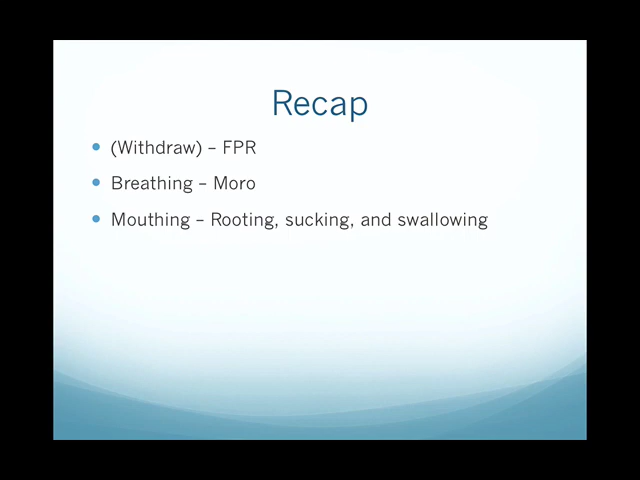 Recap
• (Withdraw) – FPR
• Breathing – Moro
• Mouthing – Rooting, sucking, and swallowing